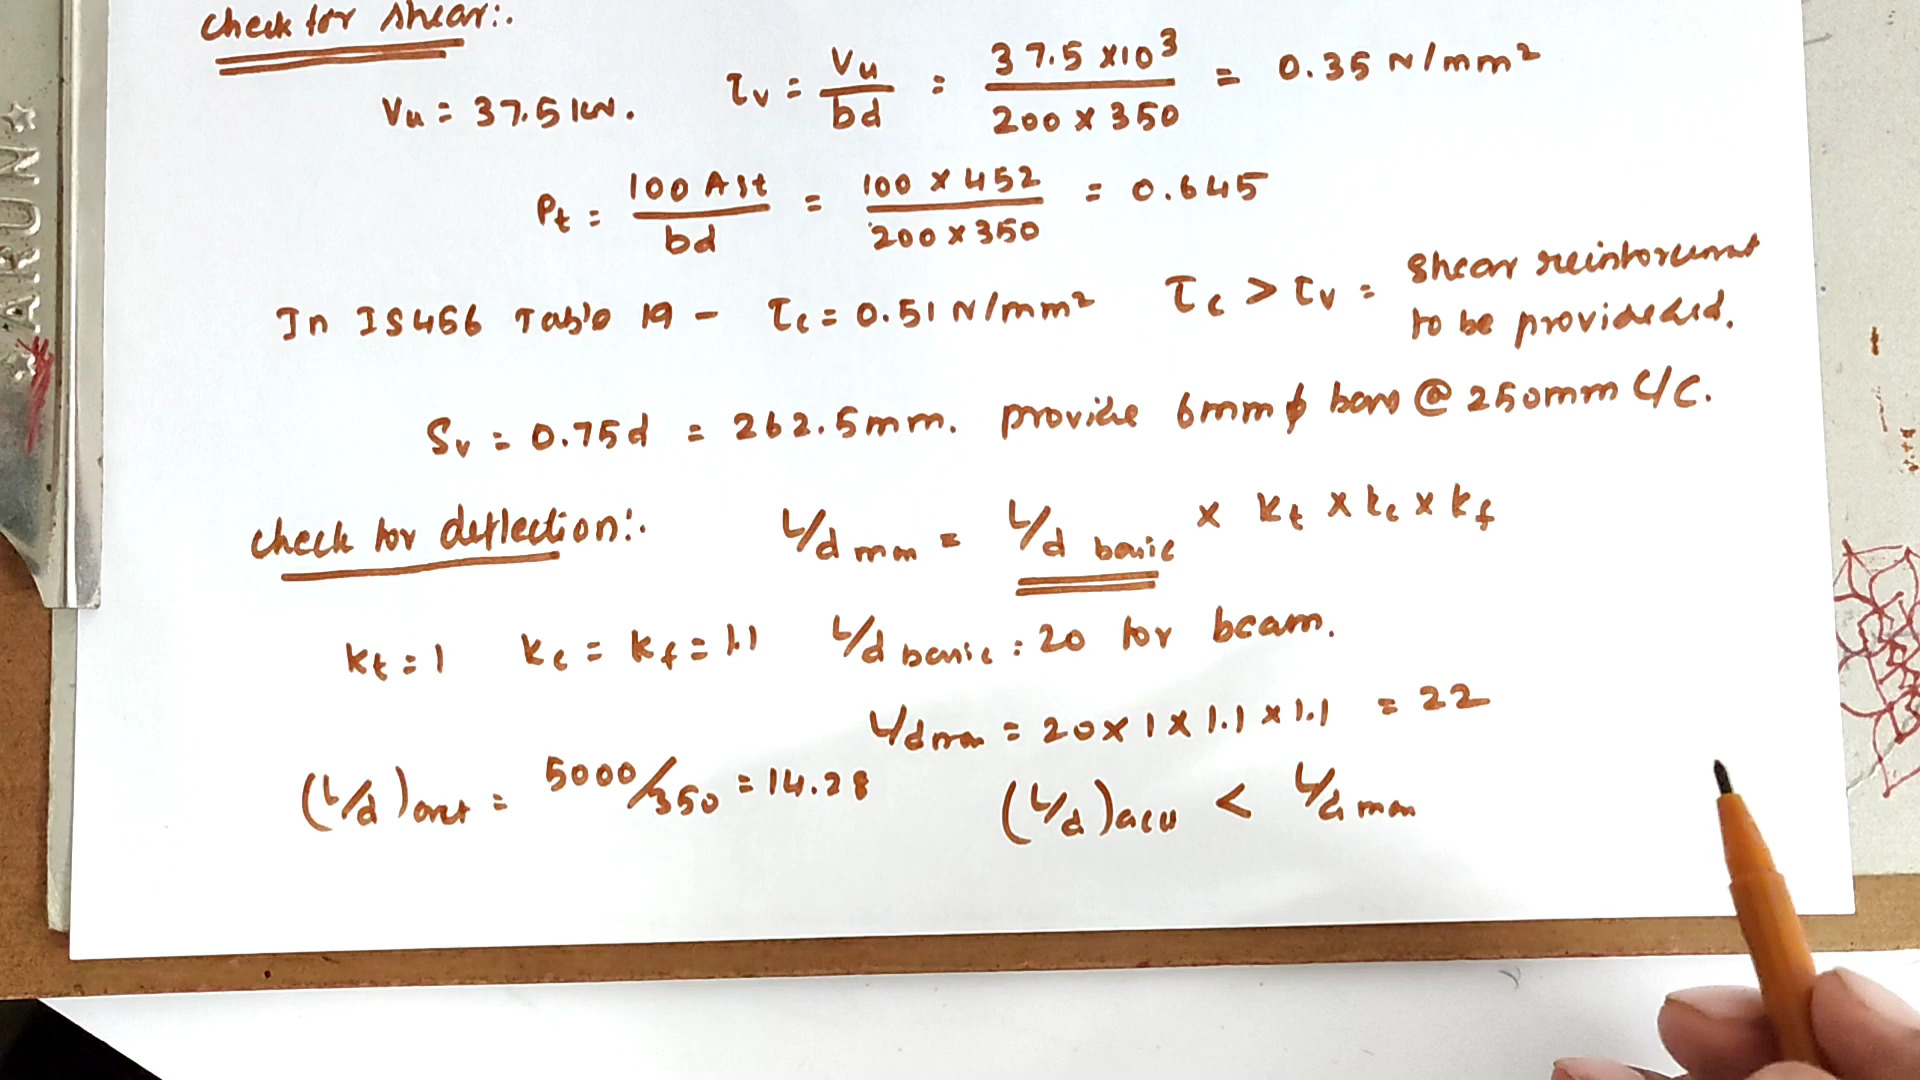 Check for shear:.
Vu = 37.5 kN. τv = Vu/bd = 37.5 x10³/200 x 350 = 0.35 N/mm²
Pt = 100 Ast/bd = 100 x 452/200 x 350 = 0.645
In IS456 Table 19 - τc = 0.51 N/mm² τc > τv = shear reinforcement
to be provided.
Sv = 0.75d = 262.5mm. provide 6mm ϕ bars @ 250mm C/C.
Check for deflection:. L/d max = L/d basic x Kt x Kc x Kf
Kt = 1 Kc = Kf = 1.1 L/d basic = 20 for beam.
L/d max = 20 x 1 x 1.1 x 1.1 = 22
(L/d) act = 5000/350 = 14.28 (L/d) act < L/d max
ARUN